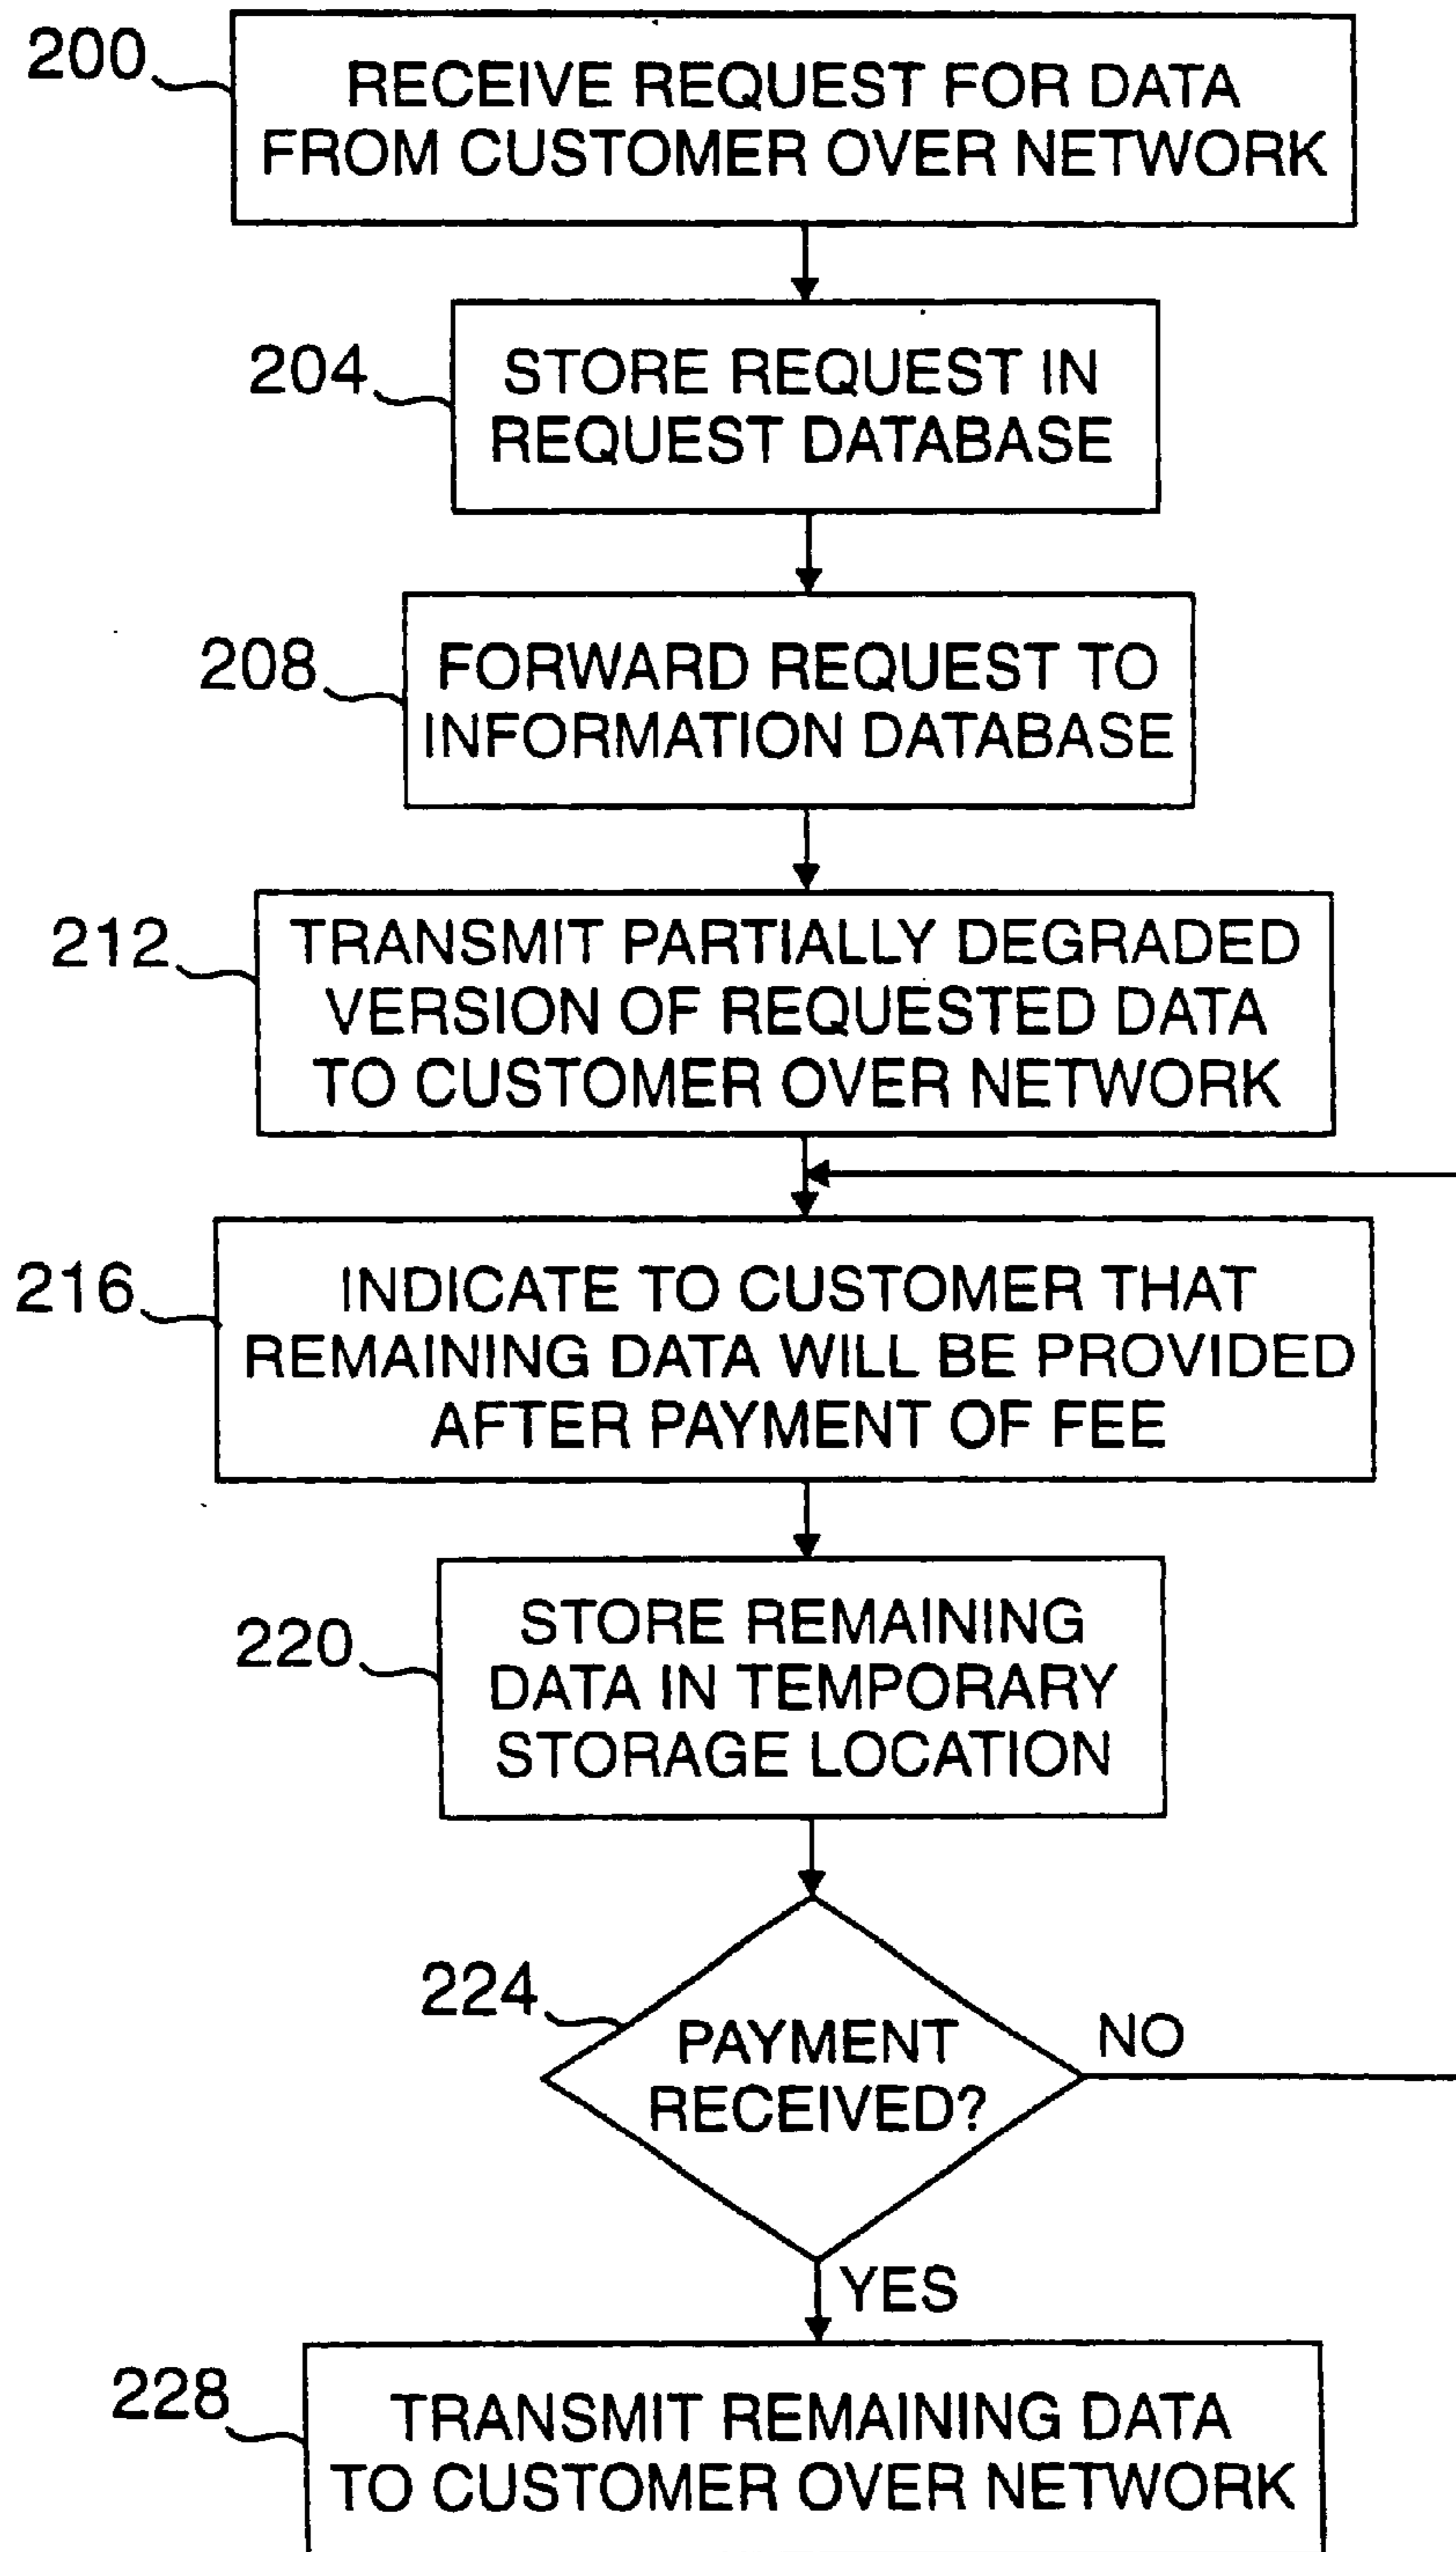 200
RECEIVE REQUEST FOR DATA
FROM CUSTOMER OVER NETWORK
204
STORE REQUEST IN
REQUEST DATABASE
208
FORWARD REQUEST TO
INFORMATION DATABASE
212
TRANSMIT PARTIALLY DEGRADED
VERSION OF REQUESTED DATA
TO CUSTOMER OVER NETWORK
216
INDICATE TO CUSTOMER THAT
REMAINING DATA WILL BE PROVIDED
AFTER PAYMENT OF FEE
220
STORE REMAINING
DATA IN TEMPORARY
STORAGE LOCATION
224
PAYMENT
RECEIVED?
NO
YES
228
TRANSMIT REMAINING DATA
TO CUSTOMER OVER NETWORK